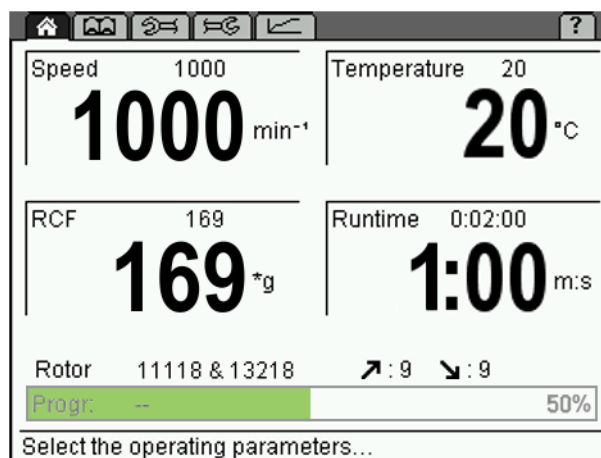 ?
Speed 1000
1000 min⁻¹
Temperature 20
20 °C
RCF 169
169 *g
Runtime 0:02:00
1:00 m:s
Rotor 11118 & 13218 ↗: 9 ↘: 9
Progr: -- 50%
Select the operating parameters...